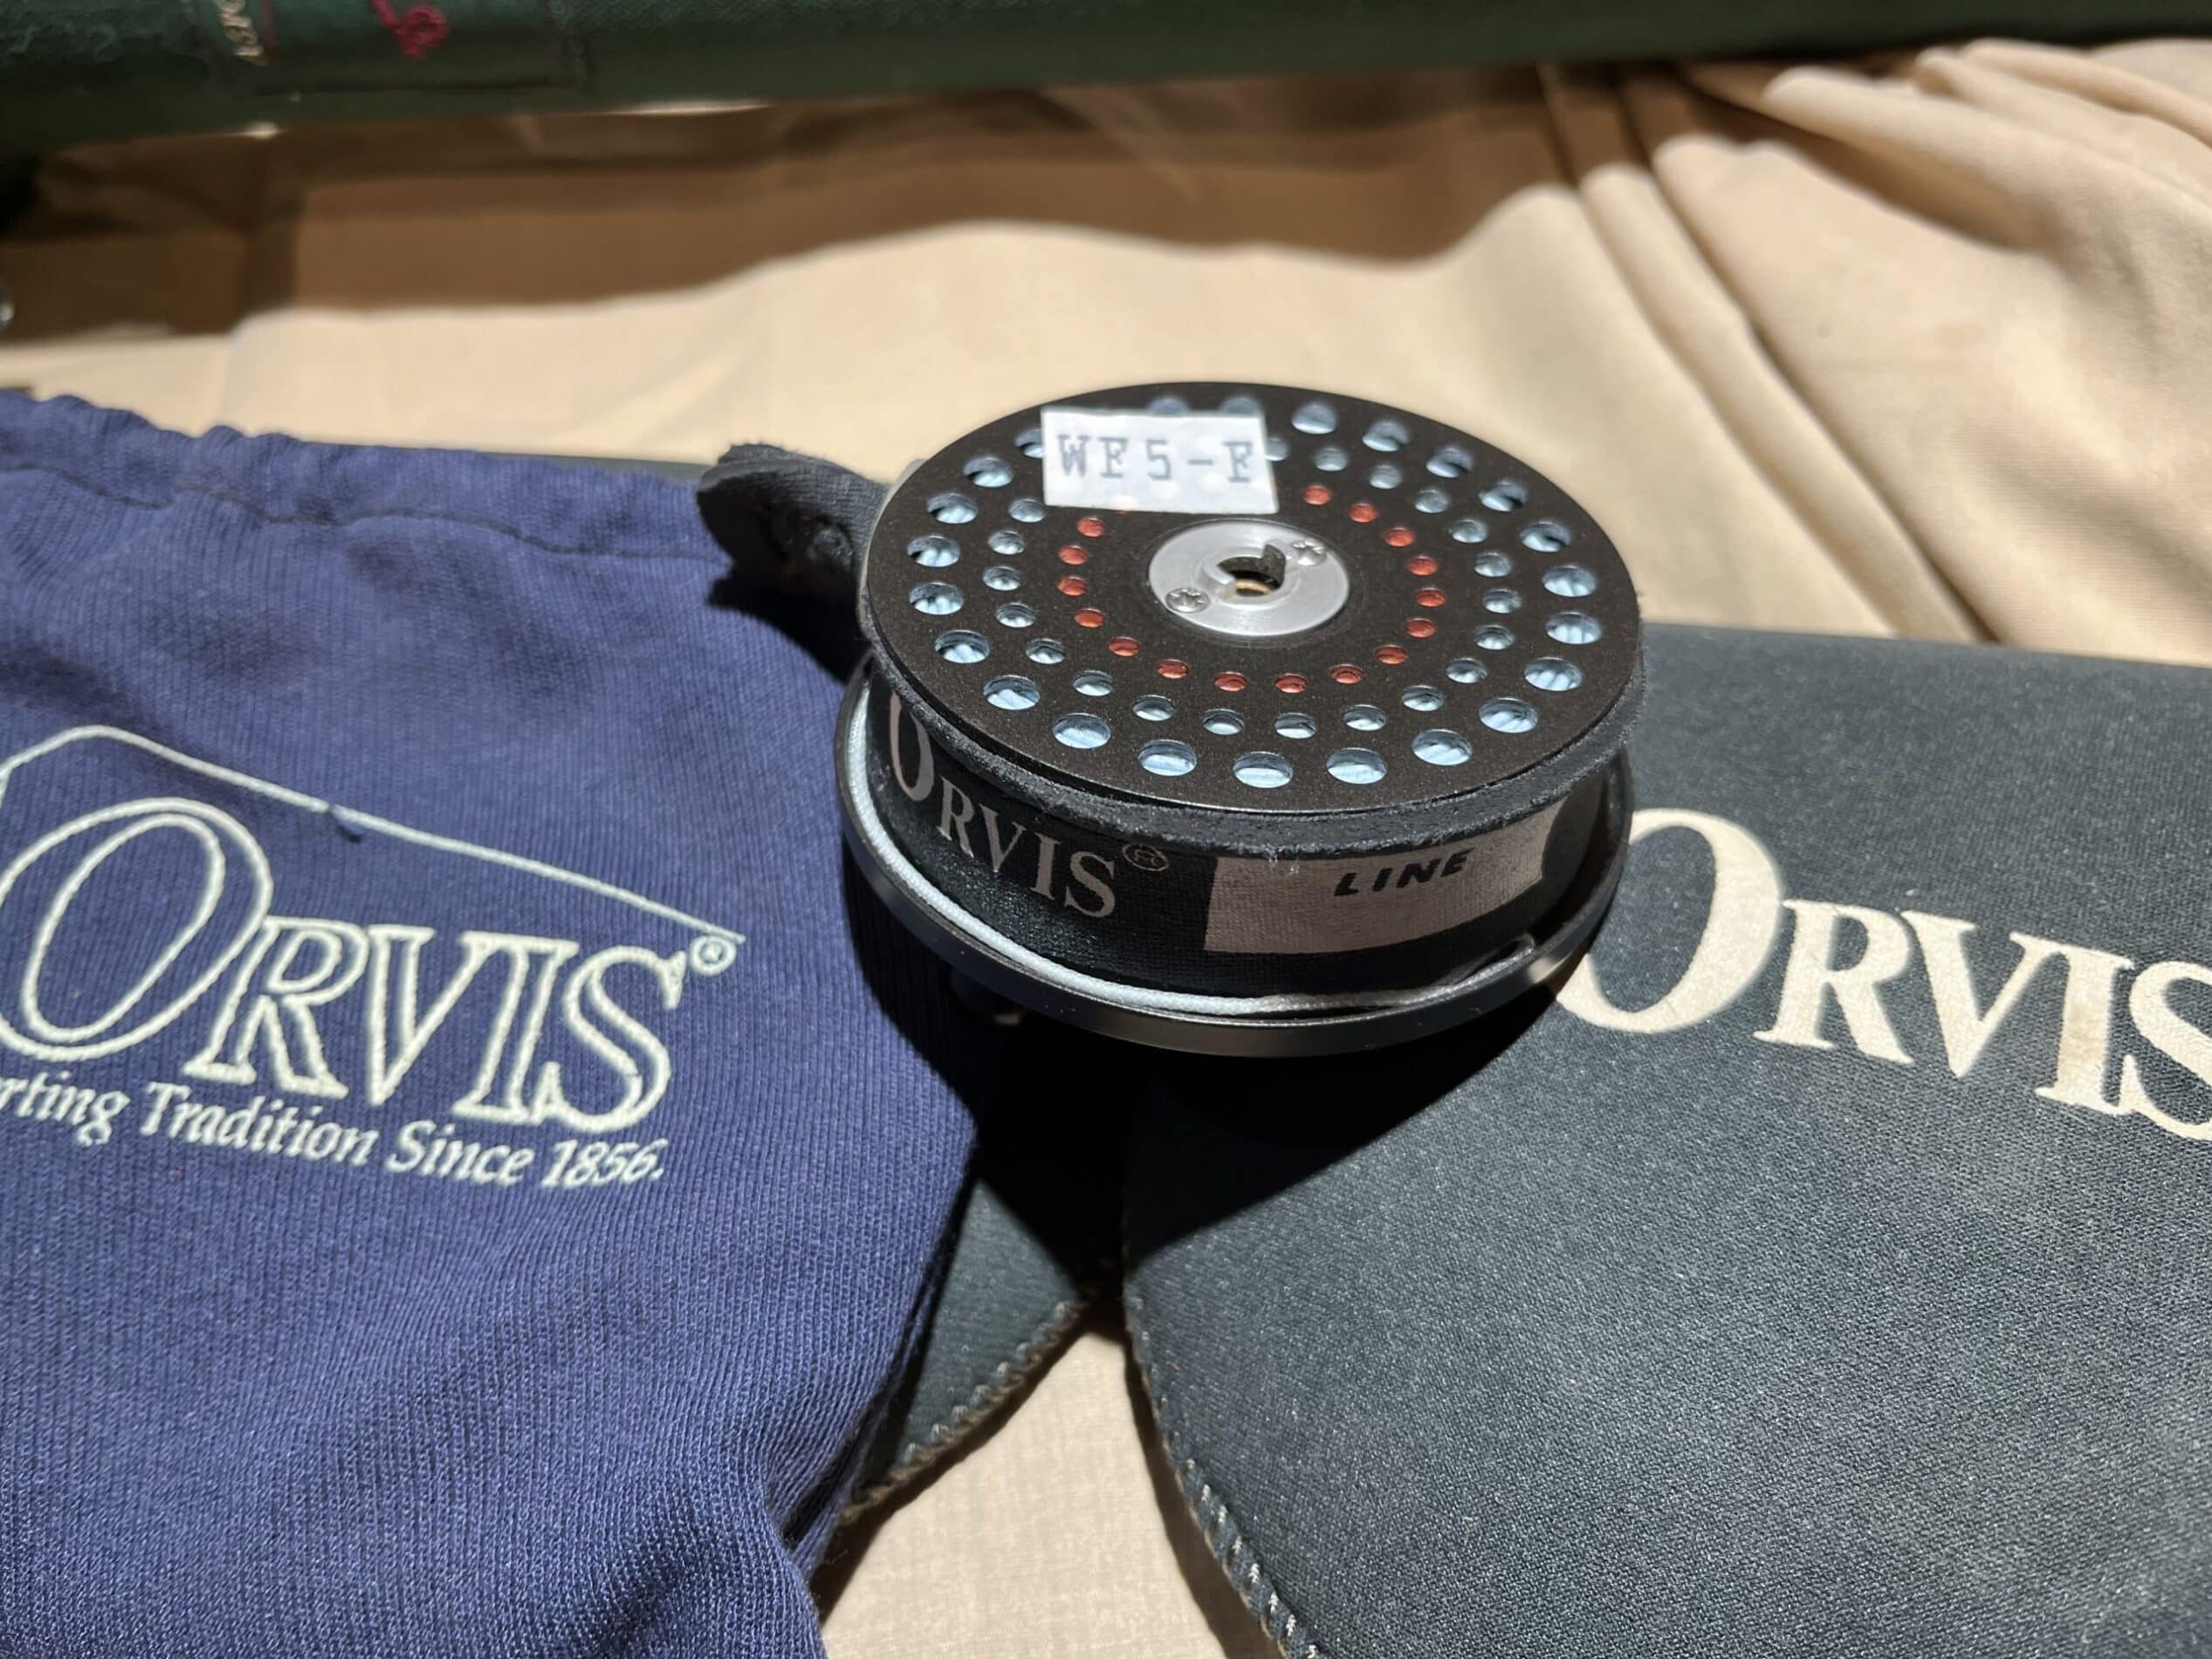 WF5-F
ORVIS®
LINE
ORVIS®
rting Tradition Since 1856.
ORVIS